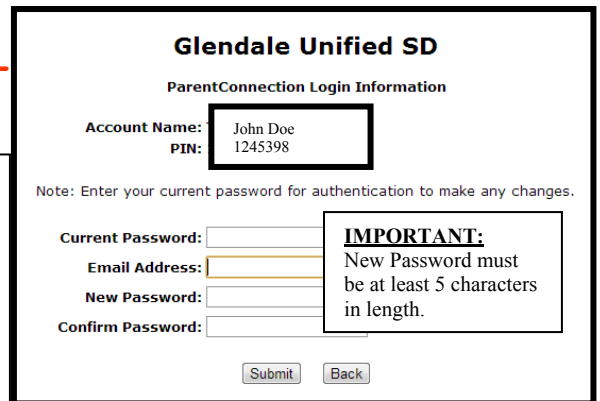 Glendale Unified SD
ParentConnection Login Information
Account Name: John Doe
PIN: 1245398
Note: Enter your current password for authentication to make any changes.
Current Password:
Email Address:
New Password:
Confirm Password:
IMPORTANT:
New Password must
be at least 5 characters
in length.
Submit Back